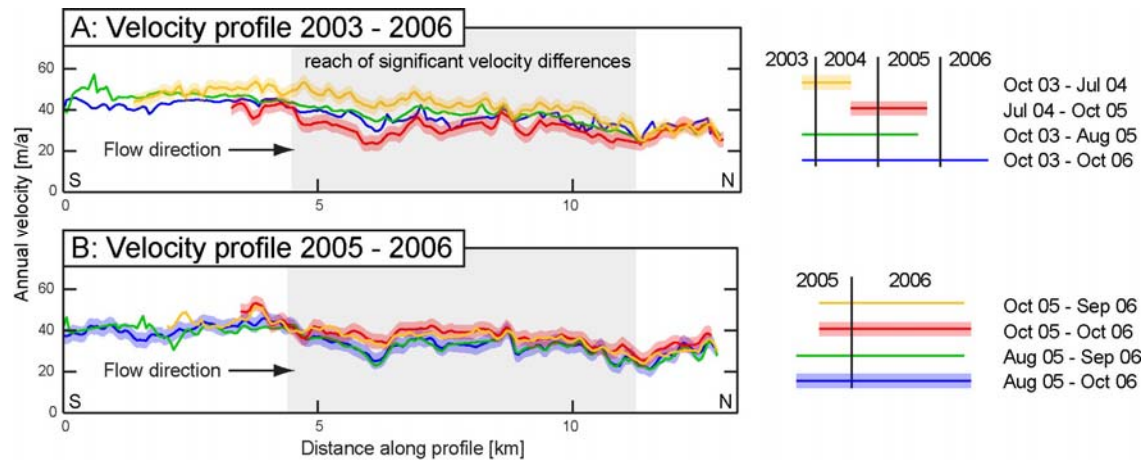 A: Velocity profile 2003 - 2006
reach of significant velocity differences
60
40
20
0
Flow direction
S
N
0
5
10
2003
2004
2005
2006
Oct 03 - Jul 04
Jul 04 - Oct 05
Oct 03 - Aug 05
Oct 03 - Oct 06
Annual velocity [m/a]
B: Velocity profile 2005 - 2006
60
40
20
0
Flow direction
S
N
0
5
10
Distance along profile [km]
2005
2006
Oct 05 - Sep 06
Oct 05 - Oct 06
Aug 05 - Sep 06
Aug 05 - Oct 06